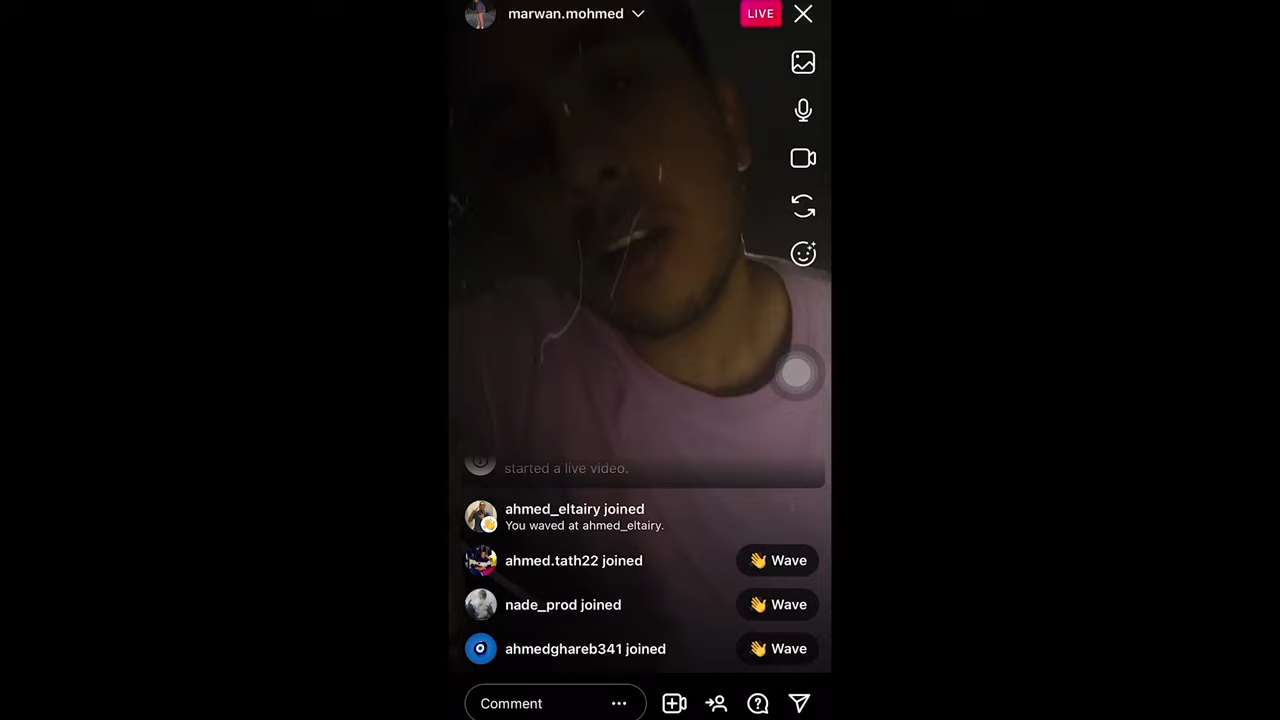 marwan.mohmed
LIVE
started a live video.
ahmed_eltairy joined
You waved at ahmed_eltairy.
ahmed.tath22 joined
Wave
nade_prod joined
Wave
ahmedghareb341 joined
Wave
Comment